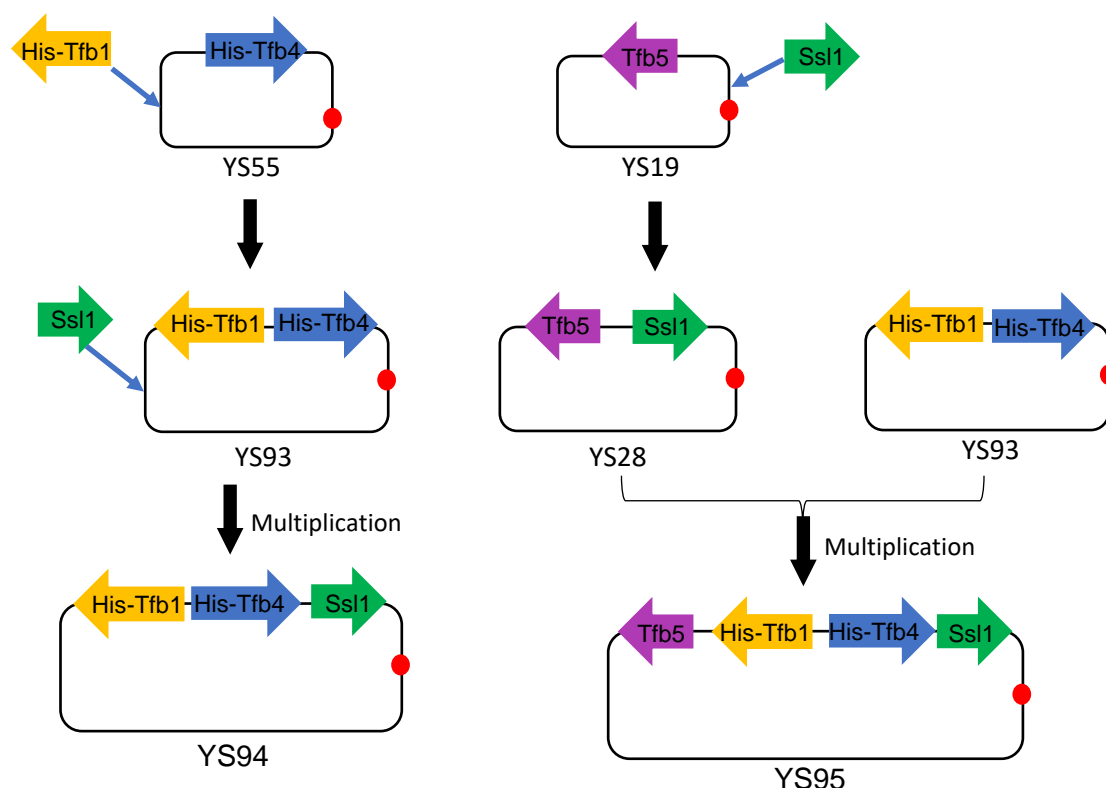 His-Tfb1
His-Tfb4
Tfb5
Ssl1
YS55
YS19
Ssl1
His-Tfb1
His-Tfb4
Tfb5
Ssl1
His-Tfb1
His-Tfb4
YS93
YS28
YS93
Multiplication
Multiplication
His-Tfb1
His-Tfb4
Ssl1
Tfb5
His-Tfb1
His-Tfb4
Ssl1
YS94
YS95